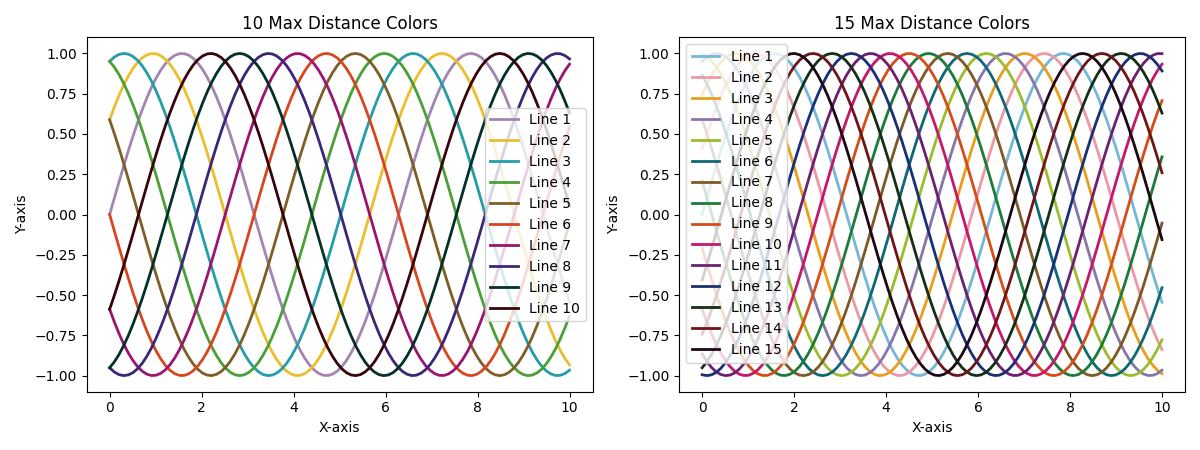 10 Max Distance Colors
1.00
0.75
0.50
0.25
0.00
−0.25
−0.50
−0.75
−1.00
Y-axis
0
2
4
6
8
10
X-axis
Line 1
Line 2
Line 3
Line 4
Line 5
Line 6
Line 7
Line 8
Line 9
Line 10
15 Max Distance Colors
1.00
0.75
0.50
0.25
0.00
−0.25
−0.50
−0.75
−1.00
Y-axis
0
2
4
6
8
10
X-axis
Line 1
Line 2
Line 3
Line 4
Line 5
Line 6
Line 7
Line 8
Line 9
Line 10
Line 11
Line 12
Line 13
Line 14
Line 15